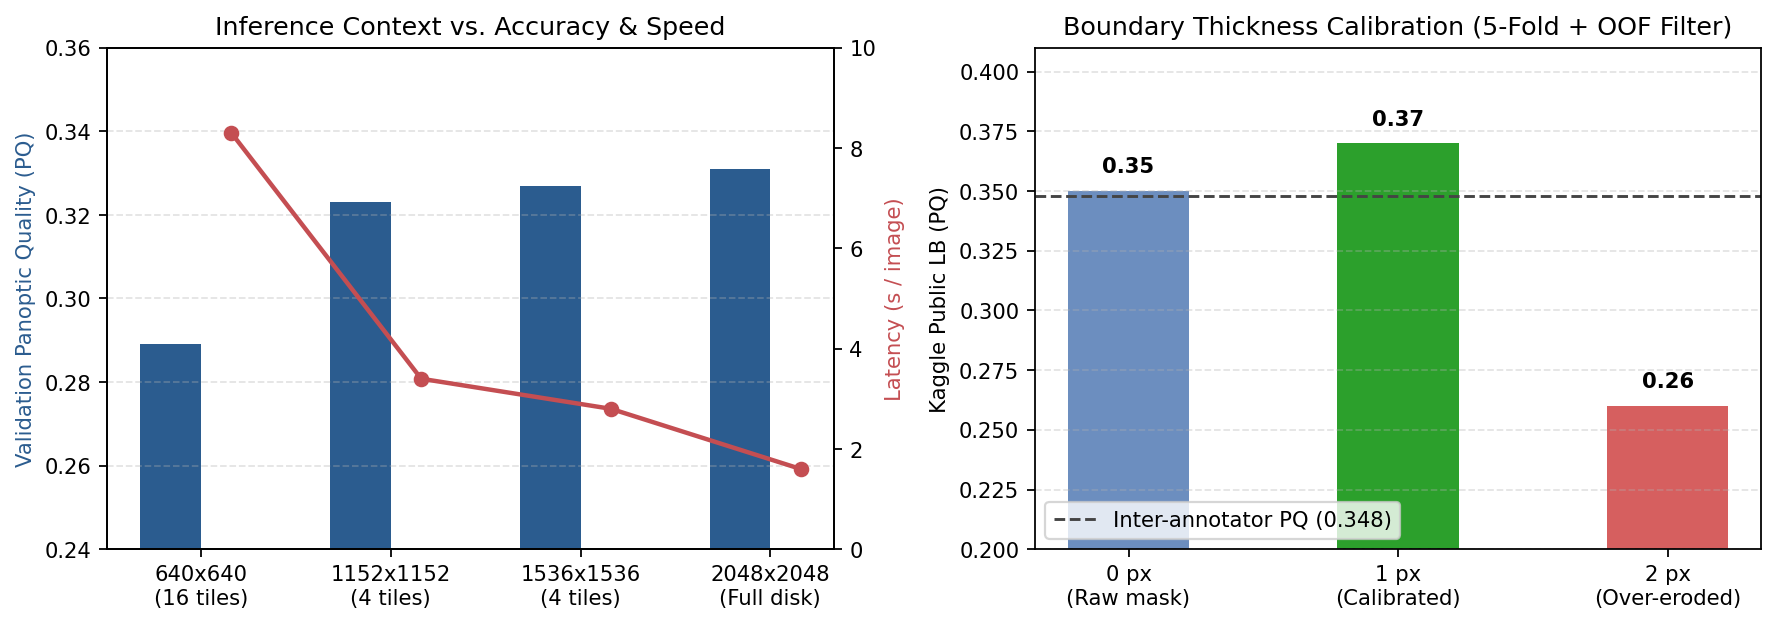 Inference Context vs. Accuracy & Speed
Validation Panoptic Quality (PQ)
0.36
0.34
0.32
0.30
0.28
0.26
0.24
10
8
6
4
2
0
Latency (s / image)
640x640
(16 tiles)
1152x1152
(4 tiles)
1536x1536
(4 tiles)
2048x2048
(Full disk)
Boundary Thickness Calibration (5-Fold + OOF Filter)
Kaggle Public LB (PQ)
0.400
0.375
0.350
0.325
0.300
0.275
0.250
0.225
0.200
0.35
0.37
0.26
Inter-annotator PQ (0.348)
0 px
(Raw mask)
1 px
(Calibrated)
2 px
(Over-eroded)